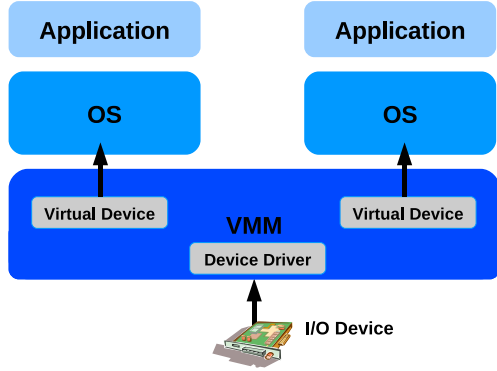 Application
Application
OS
OS
Virtual Device
Virtual Device
VMM
Device Driver
I/O Device